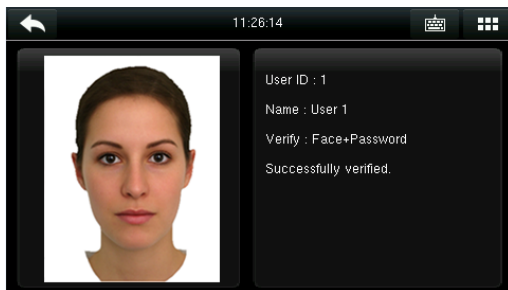 11:26:14
User ID : 1
Name : User 1
Verify : Face+Password
Successfully verified.